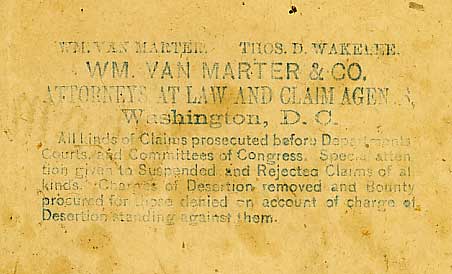 WM. VAN MARTER. THOS. D. WAKELEE.
WM. VAN MARTER & CO.
ATTORNEYS AT LAW AND CLAIM AGEN S,
Washington, D. C.
All kinds of Claims prosecuted before Departments
Courts, and Committees of Congress. Special atten
tion given to Suspended and Rejected Claims of al
kinds. Charges of Desertion removed and Bounty
procured for those denied on account of charge of
Desertion standing against them.